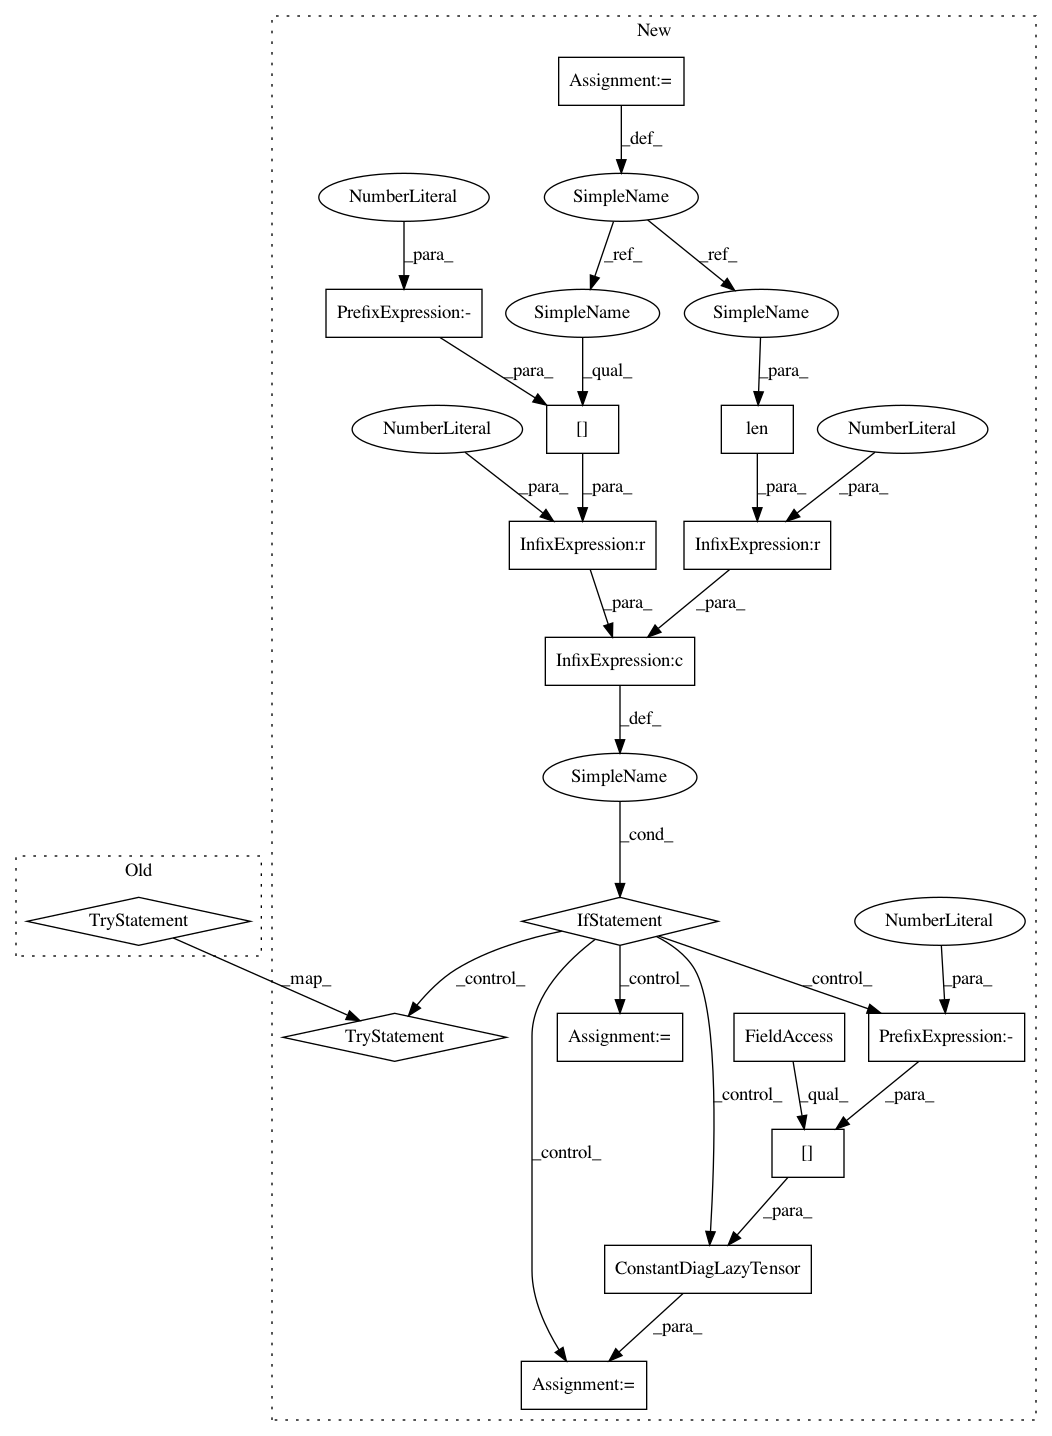 New
Assignment:=
_def_
NumberLiteral
SimpleName
_para_
_ref_
_ref_
PrefixExpression:-
SimpleName
SimpleName
_para_
_qual_
_para_
NumberLiteral
[]
len
NumberLiteral
_para_
_para_
_para_
_para_
InfixExpression:r
InfixExpression:r
_para_
_para_
InfixExpression:c
_def_
SimpleName
_cond_
Old
TryStatement
IfStatement
NumberLiteral
_map_
_control_
_control_
_control_
_para_
TryStatement
Assignment:=
FieldAccess
PrefixExpression:-
_control_
_qual_
_para_
_control_
[]
_para_
ConstantDiagLazyTensor
_para_
Assignment:=